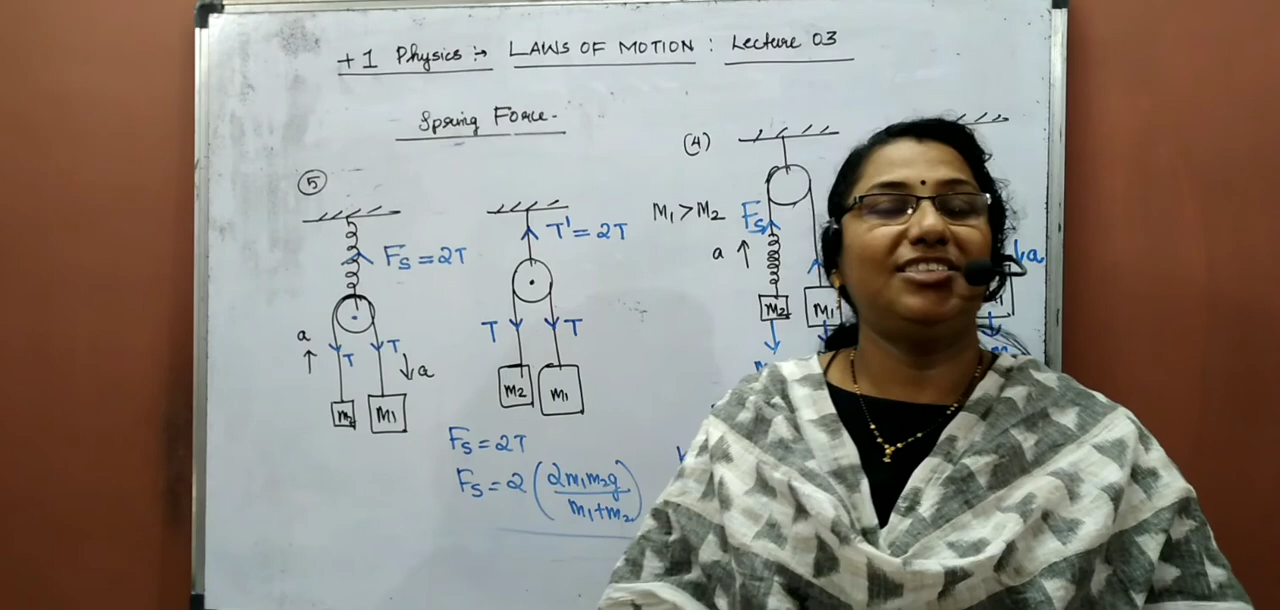 +1 Physics :→ LAWS OF MOTION : Lecture 03
Spring Force-
(5)
Fs = 2T
a ↑
T
T
↓ a
m2
M1
T' = 2T
T
T
m2
m1
Fs = 2T
Fs = 2 ( 2m1m2g / m1+m2 )
(4)
M1 > M2
Fs
a ↑
m2
M1
↓ a